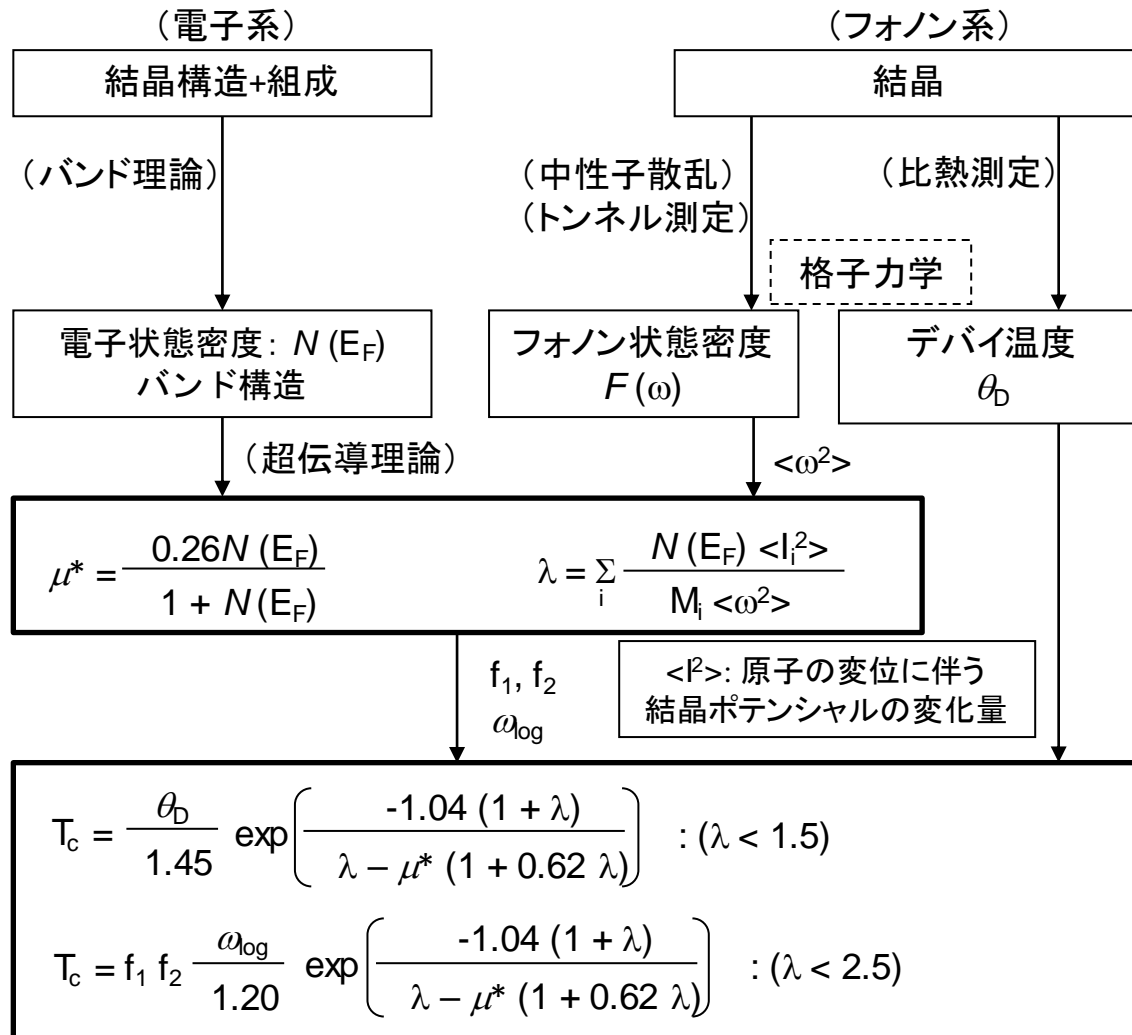 (電子系)
(フォノン系)
結晶構造+組成
結晶
(バンド理論)
(中性子散乱)
(トンネル測定)
(比熱測定)
格子力学
電子状態密度: N (E_F)
バンド構造
フォノン状態密度
F (ω)
デバイ温度
θ_D
(超伝導理論)
<ω²>
μ* = 0.26N (E_F) / 1 + N (E_F)
λ = Σ_i N (E_F) <I_i²> / M_i <ω²>
f₁, f₂
ω_log
<I²>: 原子の変位に伴う
結晶ポテンシャルの変化量
T_c = θ_D / 1.45 exp( -1.04 (1 + λ) / λ – μ* (1 + 0.62 λ) ) : (λ < 1.5)
T_c = f₁ f₂ ω_log / 1.20 exp( -1.04 (1 + λ) / λ – μ* (1 + 0.62 λ) ) : (λ < 2.5)